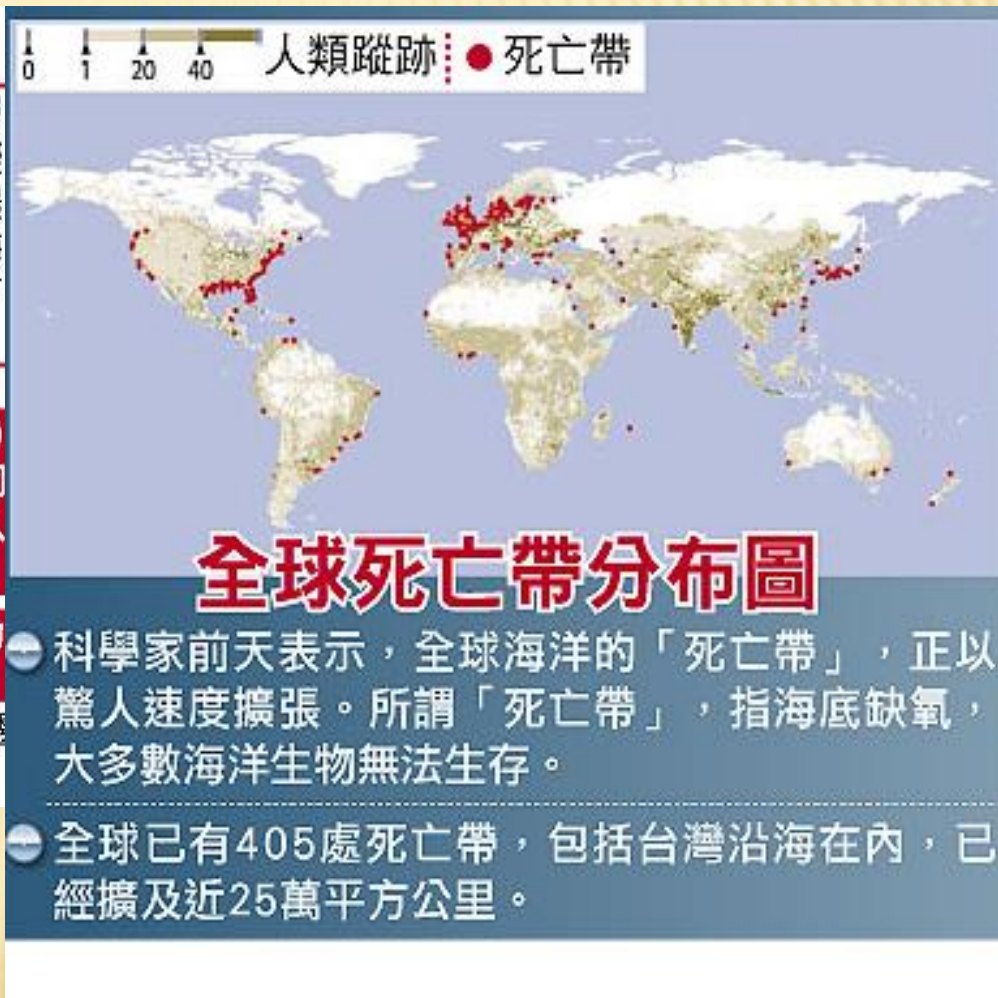 0 1 20 40 人類蹤跡 ● 死亡帶
全球死亡帶分布圖
科學家前天表示,全球海洋的「死亡帶」,正以
驚人速度擴張。所謂「死亡帶」,指海底缺氧,
大多數海洋生物無法生存。
全球已有405處死亡帶,包括台灣沿海在內,已
經擴及近25萬平方公里。